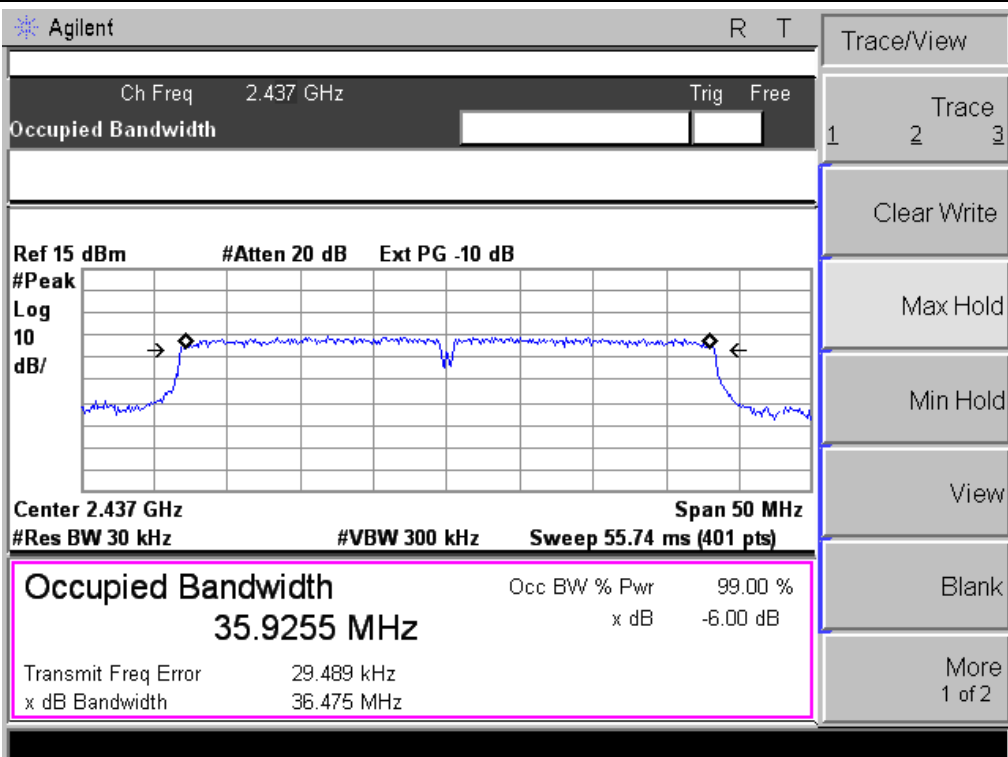 Agilent R T
Ch Freq 2.437 GHz Trig Free
Occupied Bandwidth
Ref 15 dBm #Atten 20 dB Ext PG -10 dB
#Peak
Log
10
dB/
Center 2.437 GHz Span 50 MHz
#Res BW 30 kHz #VBW 300 kHz Sweep 55.74 ms (401 pts)
Occupied Bandwidth Occ BW % Pwr 99.00 %
35.9255 MHz x dB -6.00 dB
Transmit Freq Error 29.489 kHz
x dB Bandwidth 36.475 MHz
Trace/View
Trace
1 2 3
Clear Write
Max Hold
Min Hold
View
Blank
More
1 of 2